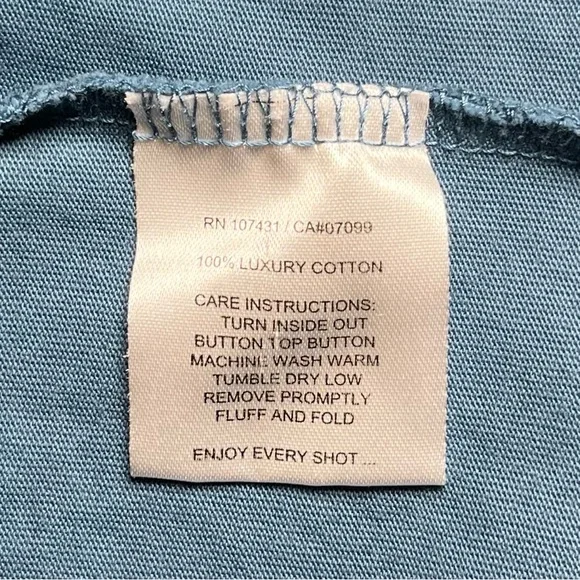 RN 107431 / CA#07099
100% LUXURY COTTON
CARE INSTRUCTIONS:
TURN INSIDE OUT
BUTTON TOP BUTTON
MACHINE WASH WARM
TUMBLE DRY LOW
REMOVE PROMPTLY
FLUFF AND FOLD
ENJOY EVERY SHOT ...